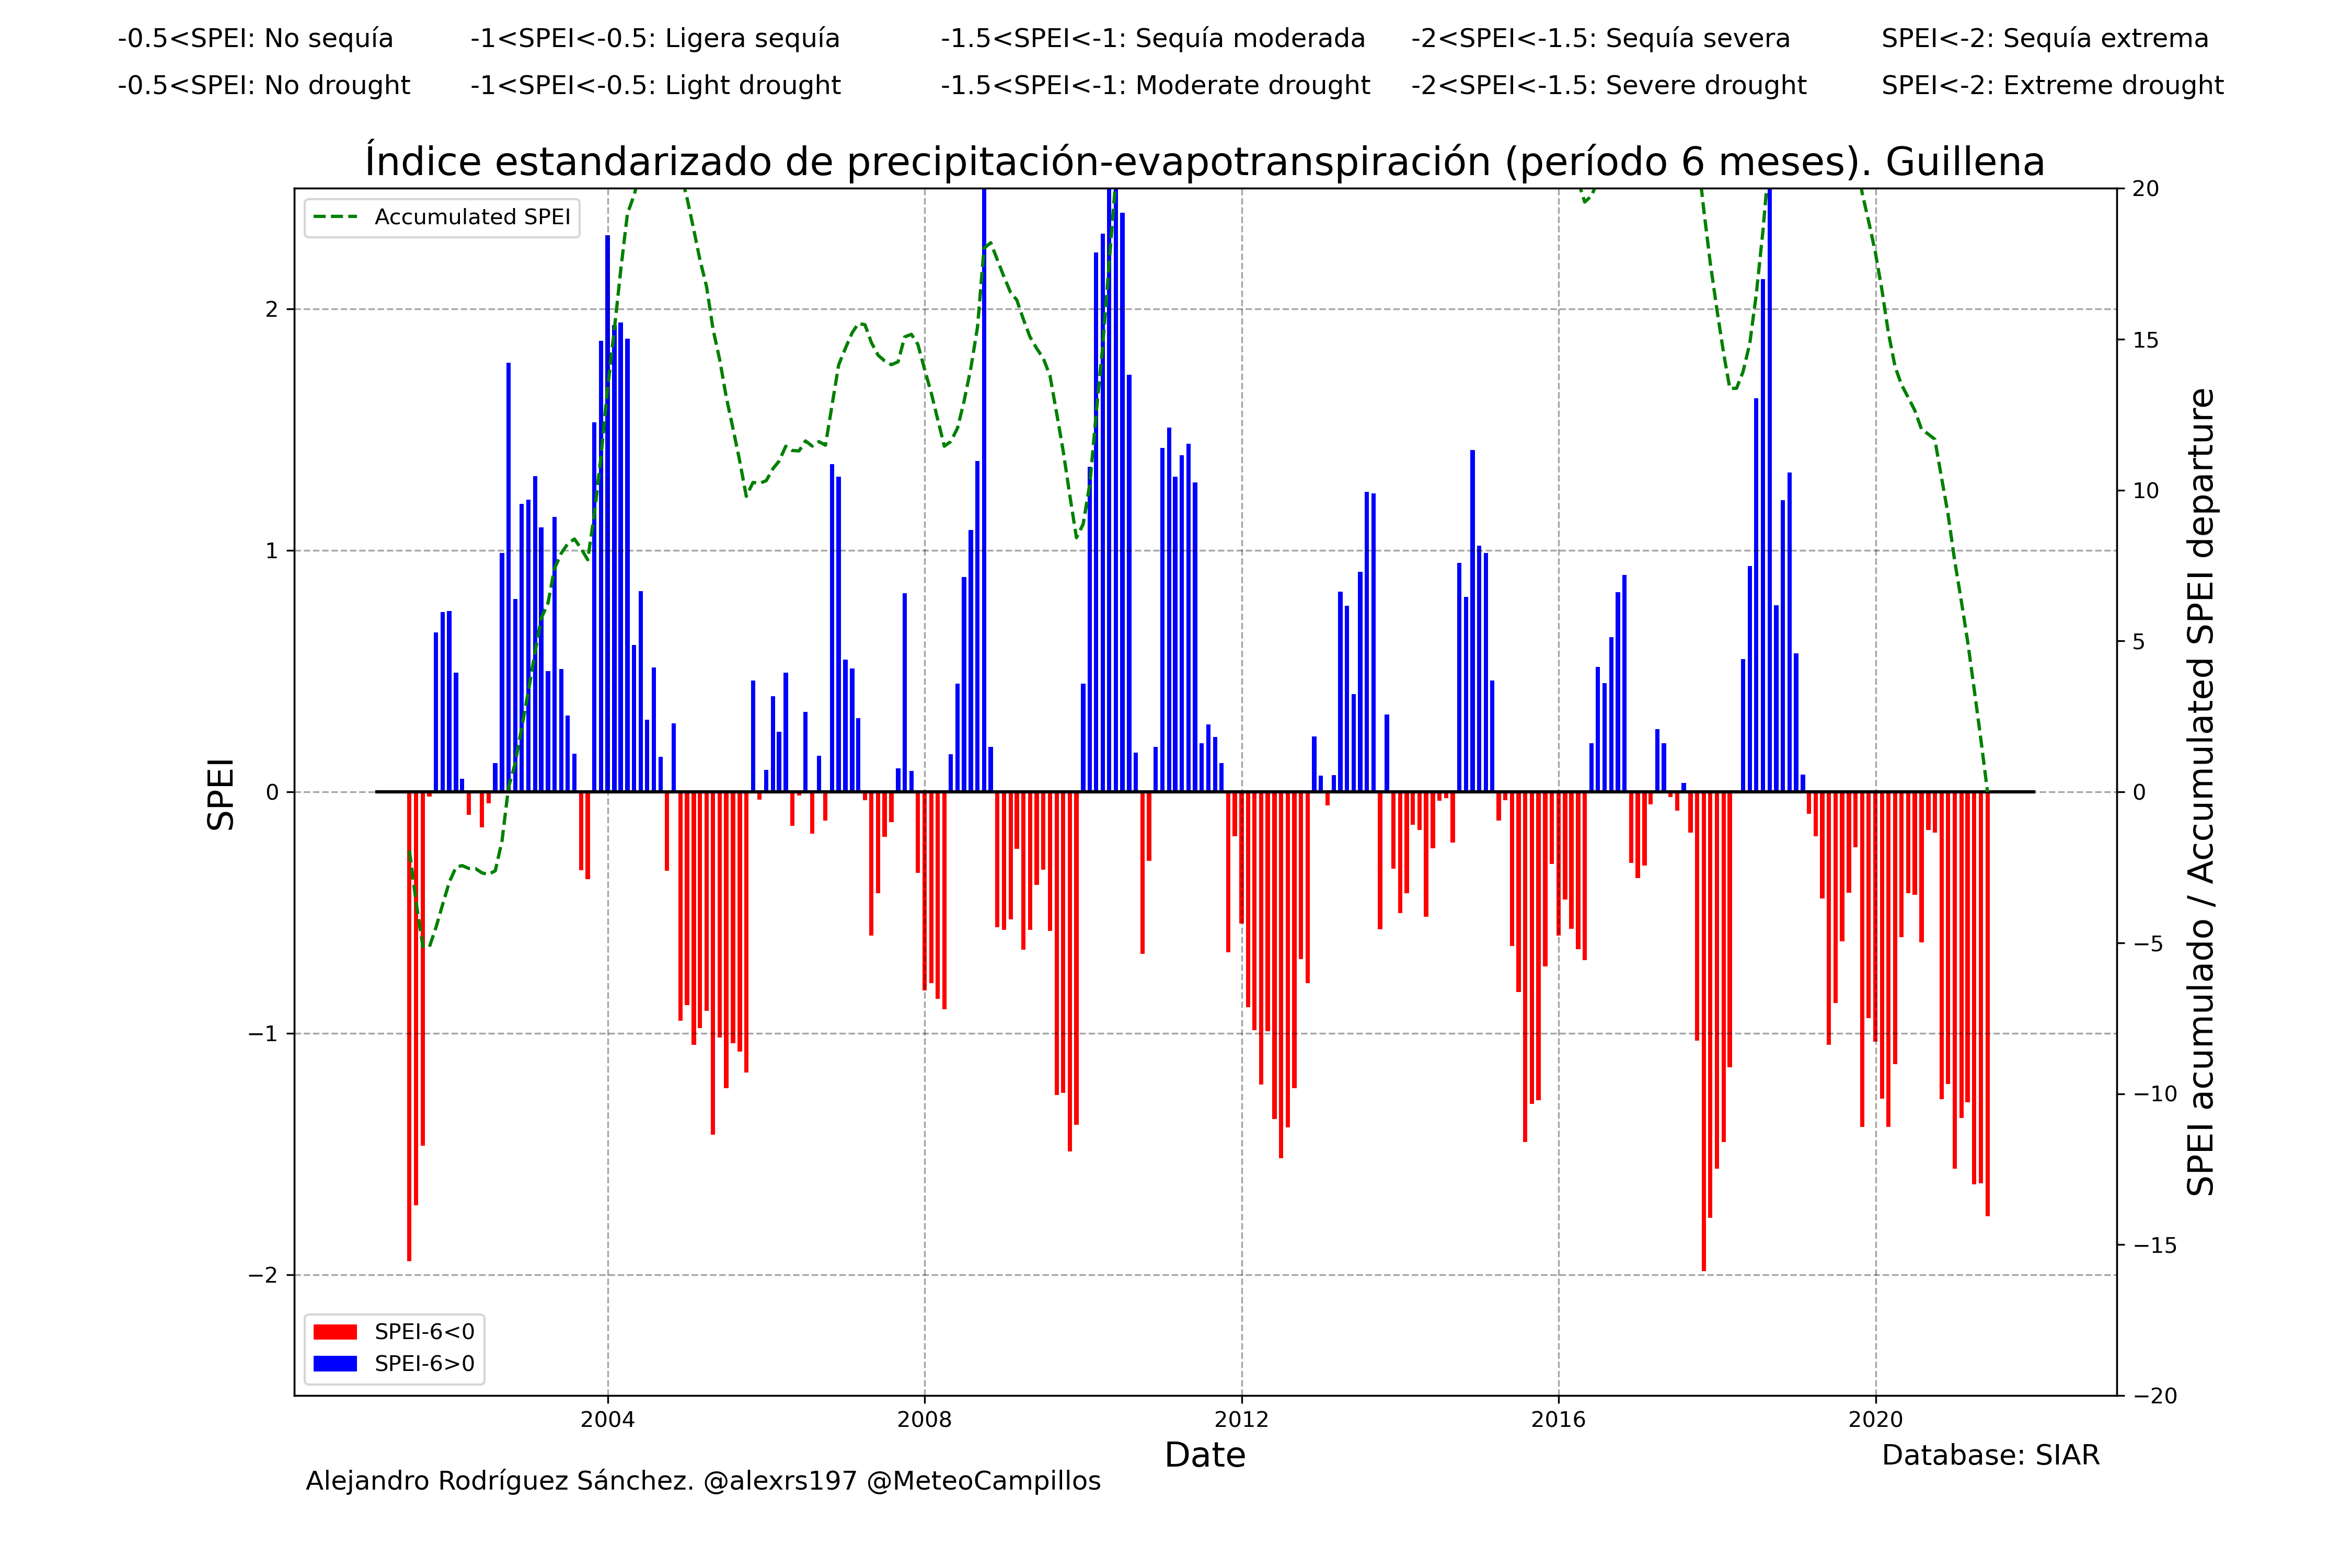 -0.5<SPEI: No sequía -1<SPEI<-0.5: Ligera sequía -1.5<SPEI<-1: Sequía moderada -2<SPEI<-1.5: Sequía severa SPEI<-2: Sequía extrema
-0.5<SPEI: No drought -1<SPEI<-0.5: Light drought -1.5<SPEI<-1: Moderate drought -2<SPEI<-1.5: Severe drought SPEI<-2: Extreme drought
Índice estandarizado de precipitación-evapotranspiración (período 6 meses). Guillena
Accumulated SPEI
SPEI
2
1
0
−1
−2
20
15
10
5
0
−5
−10
−15
−20
SPEI acumulado / Accumulated SPEI departure
SPEI-6<0
SPEI-6>0
2004 2008 2012 2016 2020
Date
Database: SIAR
Alejandro Rodríguez Sánchez. @alexrs197 @MeteoCampillos